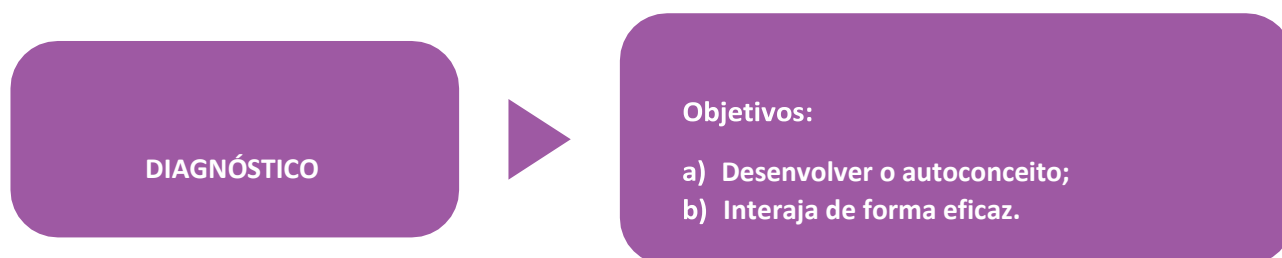 DIAGNÓSTICO
Objetivos:
a) Desenvolver o autoconceito;
b) Interaja de forma eficaz.